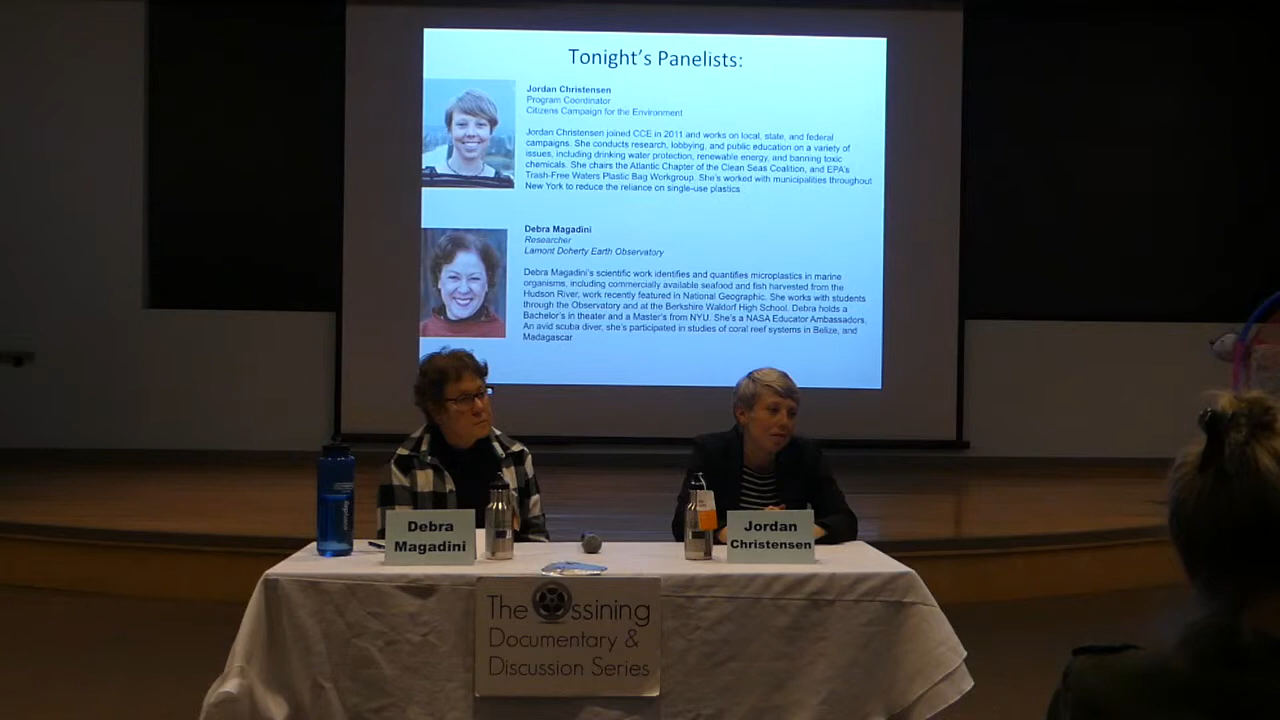 Tonight's Panelists:
Jordan Christensen
Program Coordinator
Citizens Campaign for the Environment
Jordan Christensen joined CCE in 2011 and works on local, state, and federal
campaigns. She conducts research, lobbying, and public education on a variety of
issues, including drinking water protection, renewable energy, and banning toxic
chemicals. She chairs the Atlantic Chapter of the Clean Seas Coalition, and EPA's
Trash-Free Waters Plastic Bag Workgroup. She's worked with municipalities throughout
New York to reduce the reliance on single-use plastics
Debra Magadini
Researcher
Lamont Doherty Earth Observatory
Debra Magadini's scientific work identifies and quantifies microplastics in marine
organisms, including commercially available seafood and fish harvested from the
Hudson River, work recently featured in National Geographic. She works with students
through the Observatory and at the Berkshire Waldorf High School. Debra holds a
Bachelor's in theater and a Master's from NYU. She's a NASA Educator Ambassadors.
An avid scuba diver, she's participated in studies of coral reef systems in Belize, and
Madagascar
Debra
Magadini
Jordan
Christensen
The Ossining
Documentary &
Discussion Series